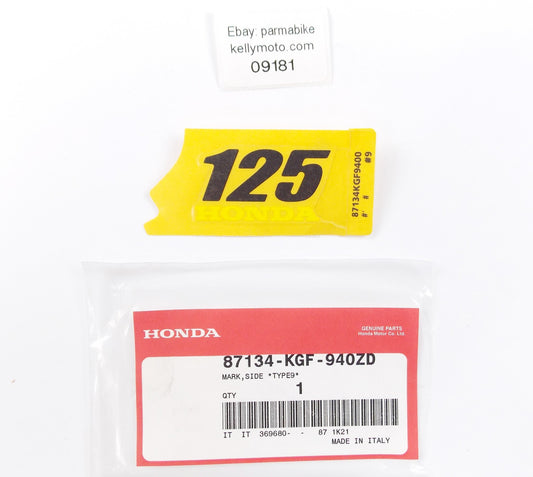 Ebay: parmabike
kellymoto.com
09181
125
HONDA
87134KGF9400 #9
# #
HONDA
GENUINE PARTS
Honda Motor Co., Ltd.
87134-KGF-940ZD
MARK,SIDE *TYPE9*
QTY 1
IT IT 369680- - 87 1K21
MADE IN ITALY